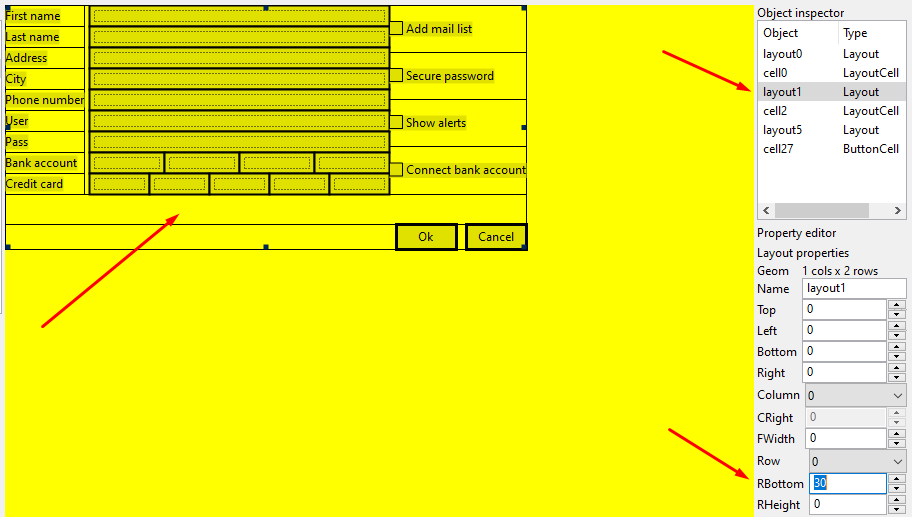 First name
Last name
Address
City
Phone number
User
Pass
Bank account
Credit card
Add mail list
Secure password
Show alerts
Connect bank account
Ok Cancel
Object inspector
Object Type
layout0 Layout
cell0 LayoutCell
layout1 Layout
cell2 LayoutCell
layout5 Layout
cell27 ButtonCell
Property editor
Layout properties
Geom 1 cols x 2 rows
Name layout1
Top 0
Left 0
Bottom 0
Right 0
Column 0
CRight 0
FWidth 0
Row 0
RBottom 30
RHeight 0